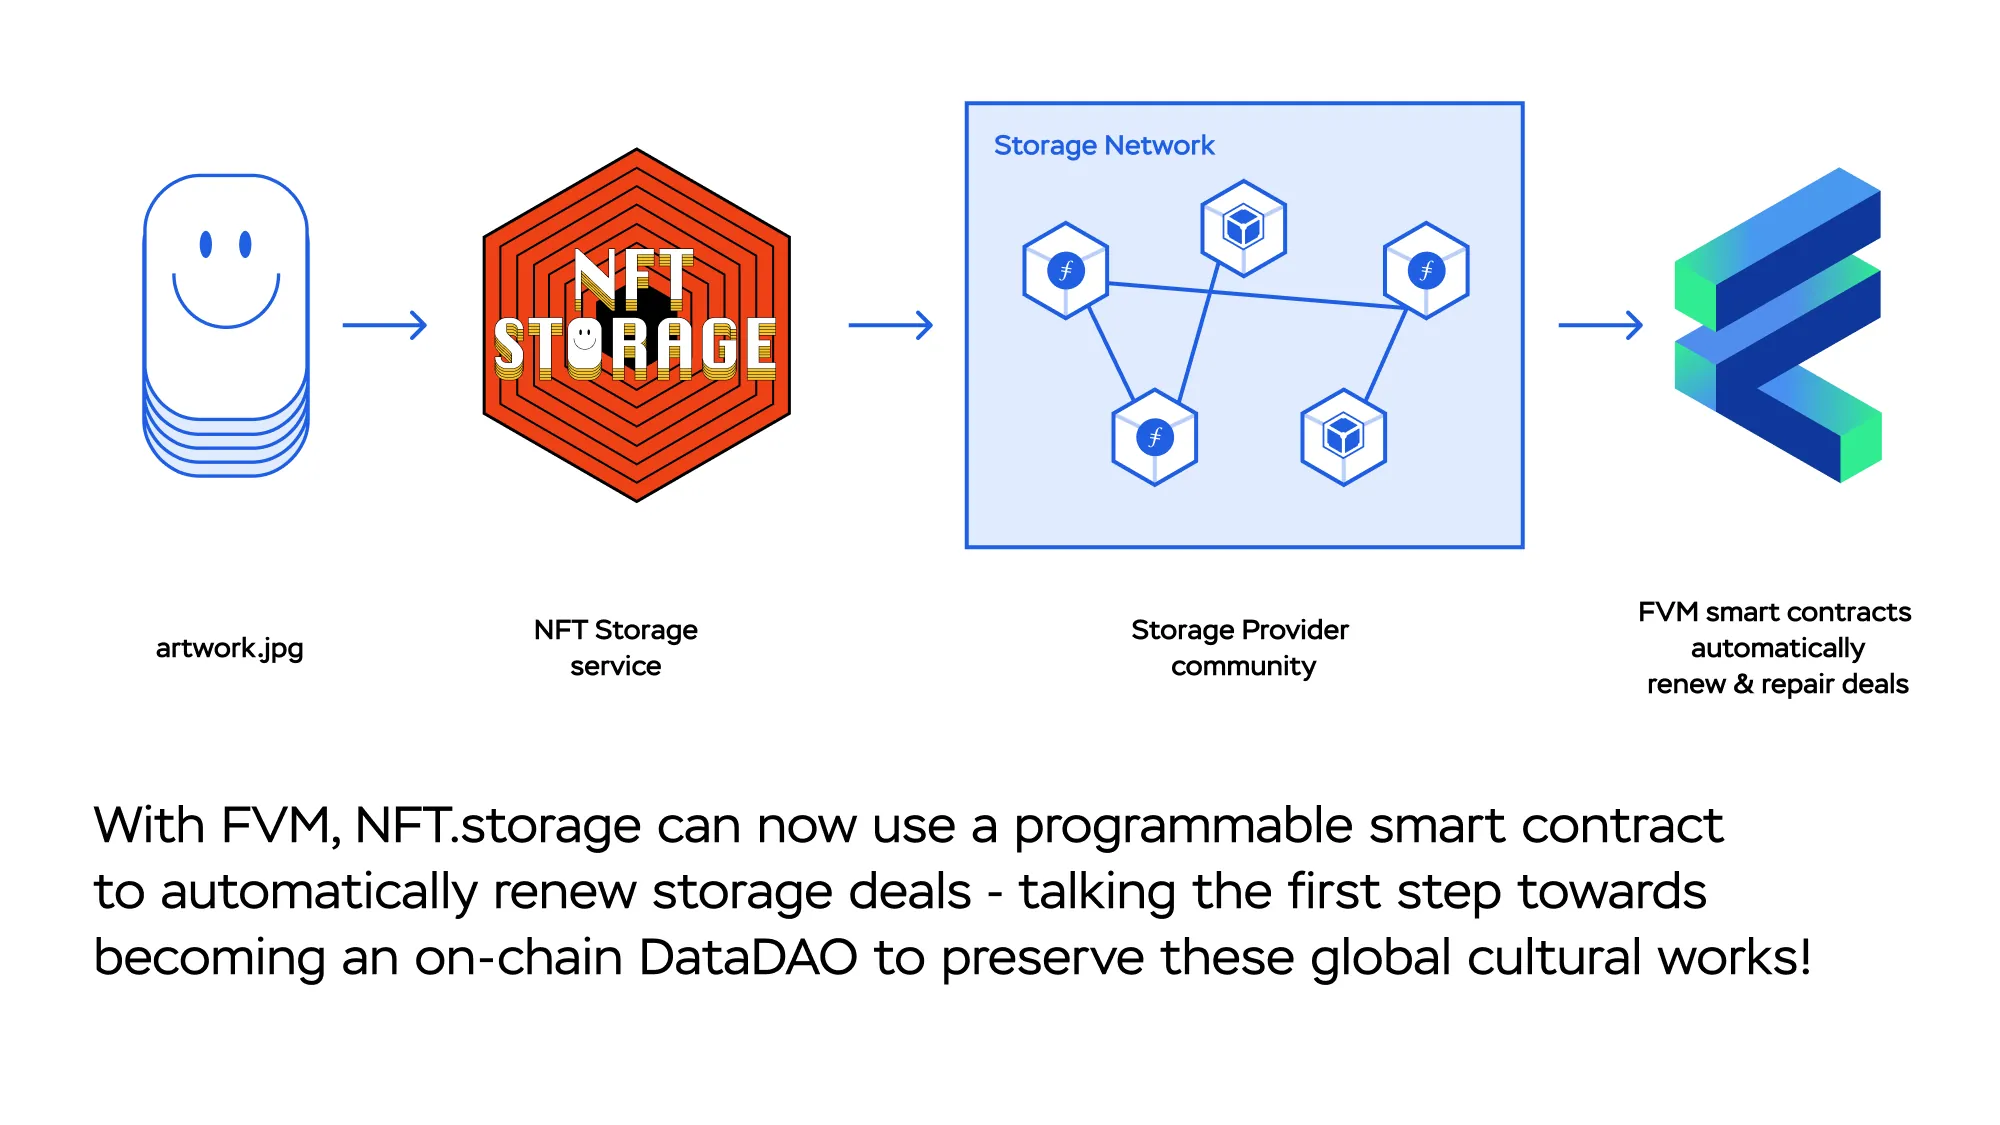 Storage Network
NFT
STORAGE
artwork.jpg
NFT Storage
service
Storage Provider
community
FVM smart contracts
automatically
renew & repair deals
With FVM, NFT.storage can now use a programmable smart contract
to automatically renew storage deals - talking the first step towards
becoming an on-chain DataDAO to preserve these global cultural works!